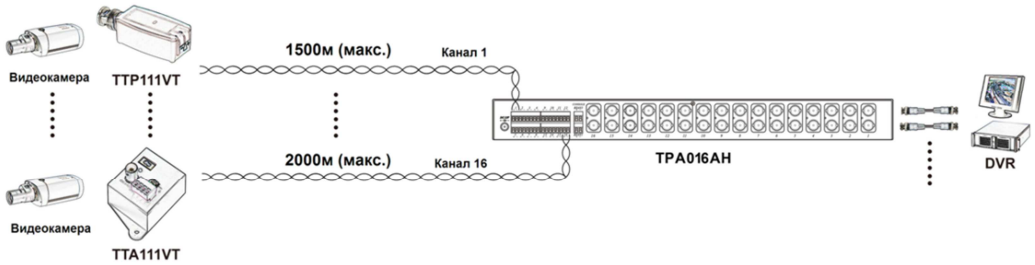 Видеокамера
TTP111VT
1500м (макс.)
Канал 1
TPA016AH
DVR
2000м (макс.)
Канал 16
Видеокамера
TTA111VT